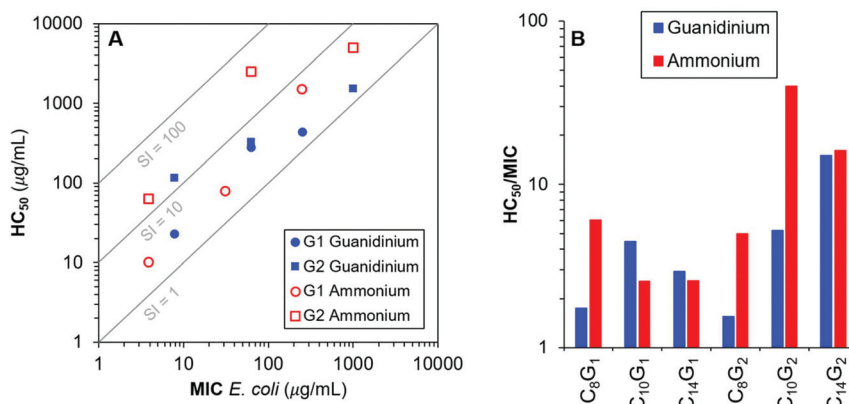 A
10000
1000
100
10
1
HC50 (μg/mL)
SI = 100
SI = 10
SI = 1
G1 Guanidinium
G2 Guanidinium
G1 Ammonium
G2 Ammonium
1
10
100
1000
10000
MIC E. coli (μg/mL)
B
Guanidinium
Ammonium
100
10
1
HC50/MIC
C8G1
C10G1
C14G1
C8G2
C10G2
C14G2